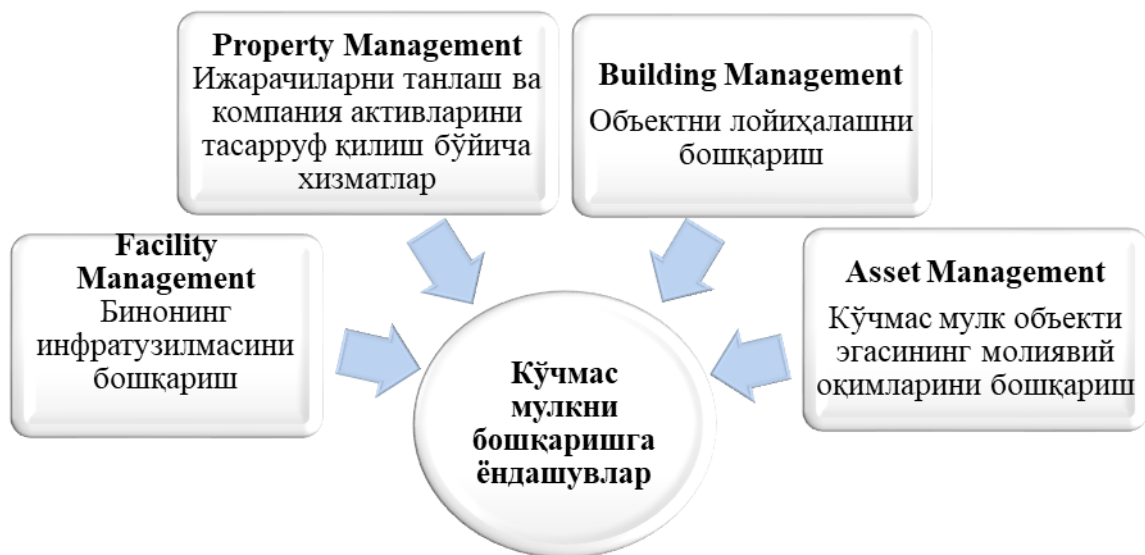 Property Management
Ижарачиларни танлаш ва
компания активларини
тасарруф қилиш бўйича
хизматлар
Building Management
Объектни лойиҳалашни
бошқариш
Facility
Management
Бинонинг
инфратузилмасини
бошқариш
Asset Management
Кўчмас мулк объекти
эгасининг молиявий
оқимларини бошқариш
Кўчмас
мулкни
бошқаришга
ёндашувлар